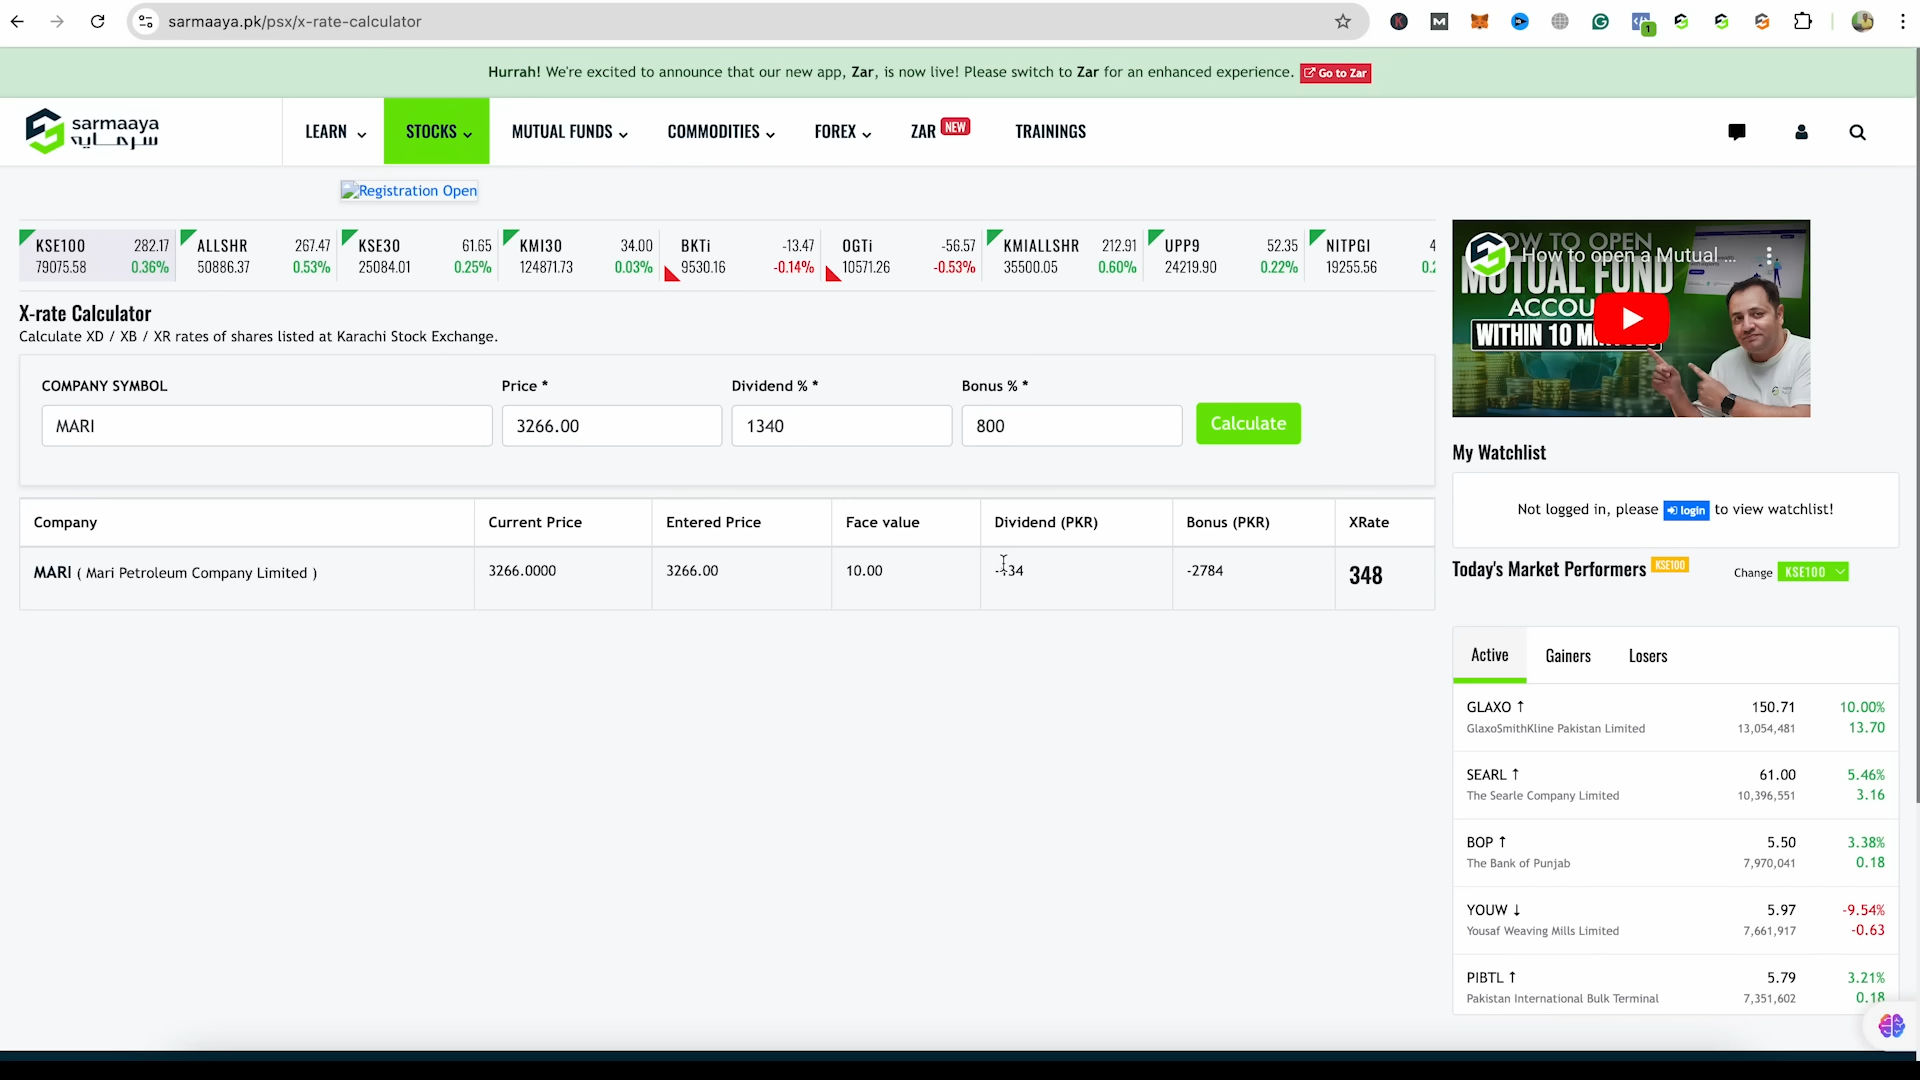 sarmaaya.pk/psx/x-rate-calculator
1
Hurrah! We're excited to announce that our new app, Zar, is now live! Please switch to Zar for an enhanced experience. Go to Zar
sarmaaya
سرمایہ
LEARN
STOCKS
MUTUAL FUNDS
COMMODITIES
FOREX
ZAR NEW
TRAININGS
Registration Open
KSE100 282.17
79075.58 0.36%
ALLSHR 267.47
50886.37 0.53%
KSE30 61.65
25084.01 0.25%
KMI30 34.00
124871.73 0.03%
BKTi -13.47
9530.16 -0.14%
OGTi -56.57
10571.26 -0.53%
KMIALLSHR 212.91
35500.05 0.60%
UPP9 52.35
24219.90 0.22%
NITPGI 4
19255.56 0.2
X-rate Calculator
Calculate XD / XB / XR rates of shares listed at Karachi Stock Exchange.
COMPANY SYMBOL Price * Dividend % * Bonus % *
MARI 3266.00 1340 800 Calculate
Company Current Price Entered Price Face value Dividend (PKR) Bonus (PKR) XRate
MARI ( Mari Petroleum Company Limited ) 3266.0000 3266.00 10.00 -134 -2784 348
How to open a Mutual ...
HOW TO OPEN
MUTUAL FUND
WITHIN 10
My Watchlist
Not logged in, please login to view watchlist!
Today's Market Performers KSE100
Change KSE100
Active Gainers Losers
GLAXO ↑ 150.71 10.00%
GlaxoSmithKline Pakistan Limited 13,054,481 13.70
SEARL ↑ 61.00 5.46%
The Searle Company Limited 10,396,551 3.16
BOP ↑ 5.50 3.38%
The Bank of Punjab 7,970,041 0.18
YOUW ↓ 5.97 -9.54%
Yousaf Weaving Mills Limited 7,661,917 -0.63
PIBTL ↑ 5.79 3.21%
Pakistan International Bulk Terminal 7,351,602 0.18